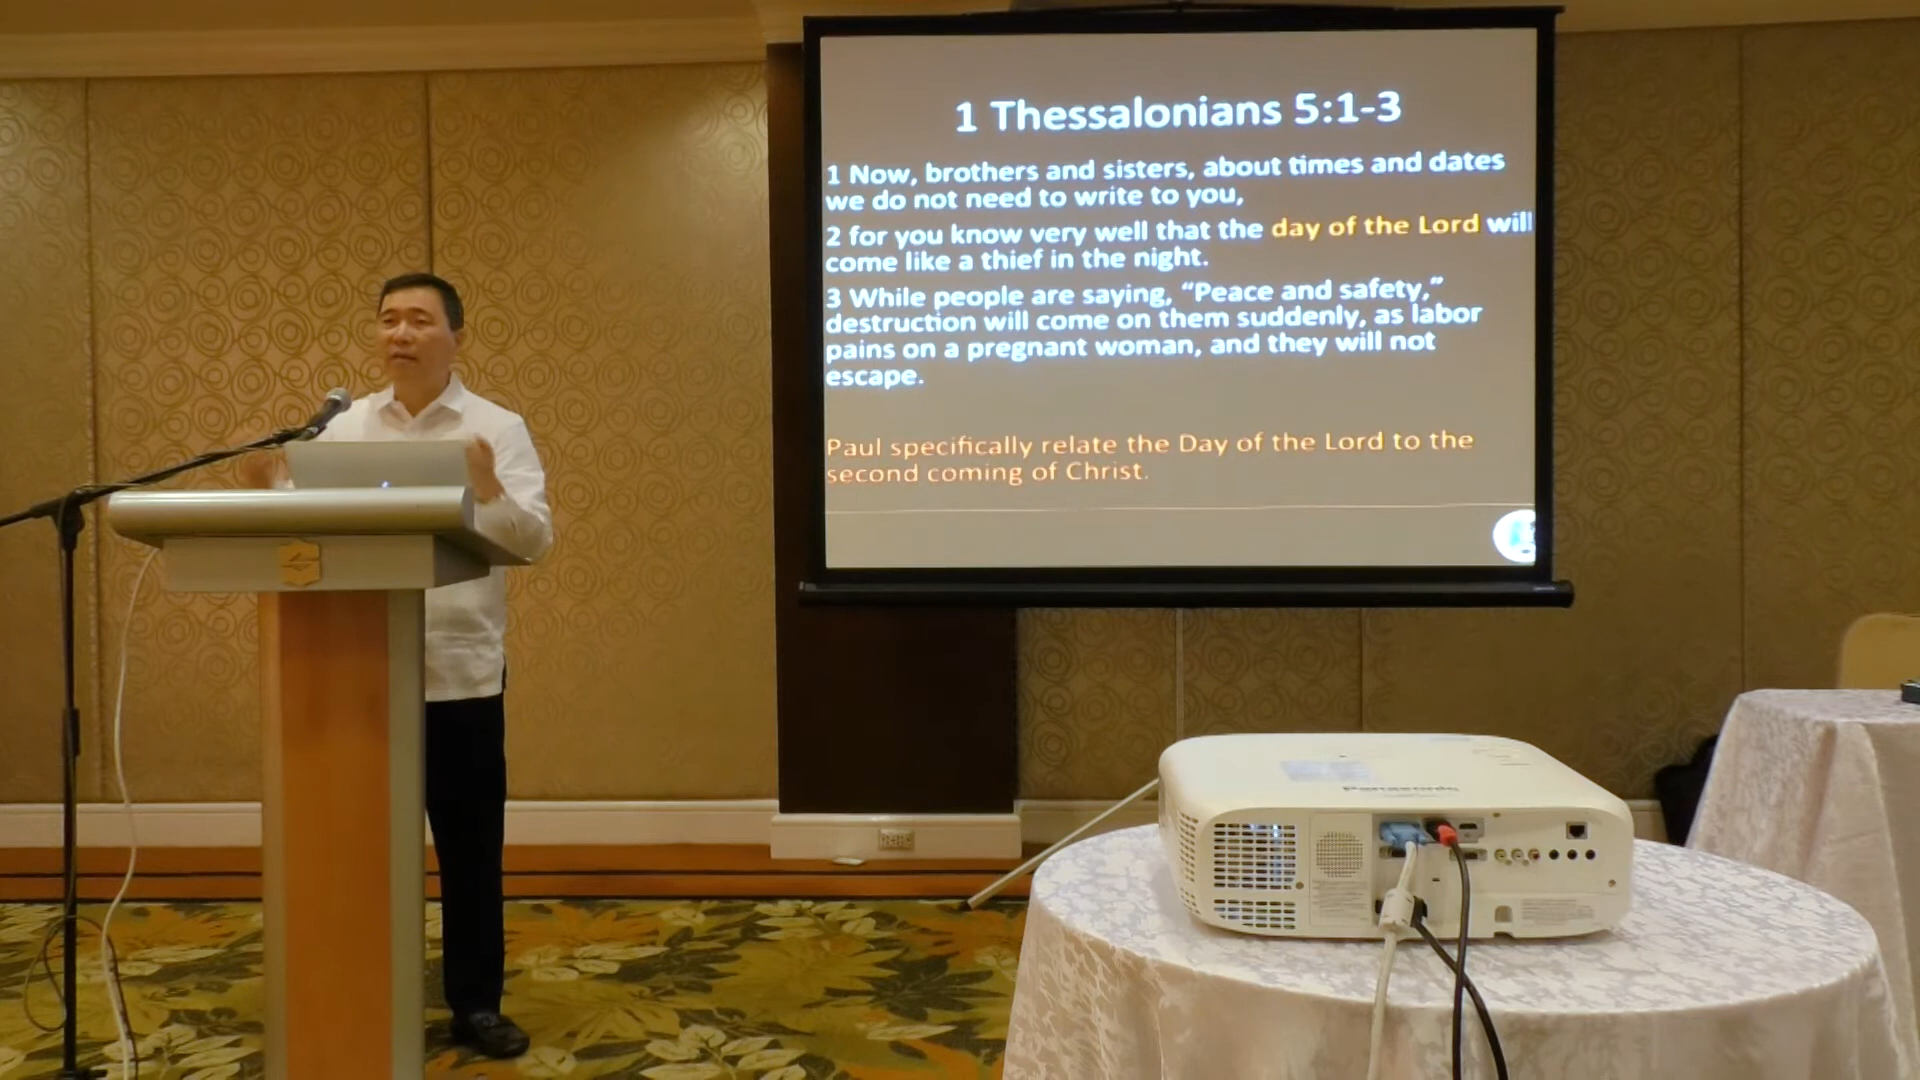 1 Thessalonians 5:1-3
1 Now, brothers and sisters, about times and dates
we do not need to write to you,
2 for you know very well that the day of the Lord will
come like a thief in the night.
3 While people are saying, “Peace and safety,”
destruction will come on them suddenly, as labor
pains on a pregnant woman, and they will not
escape.
Paul specifically relate the Day of the Lord to the
second coming of Christ.
Panasonic